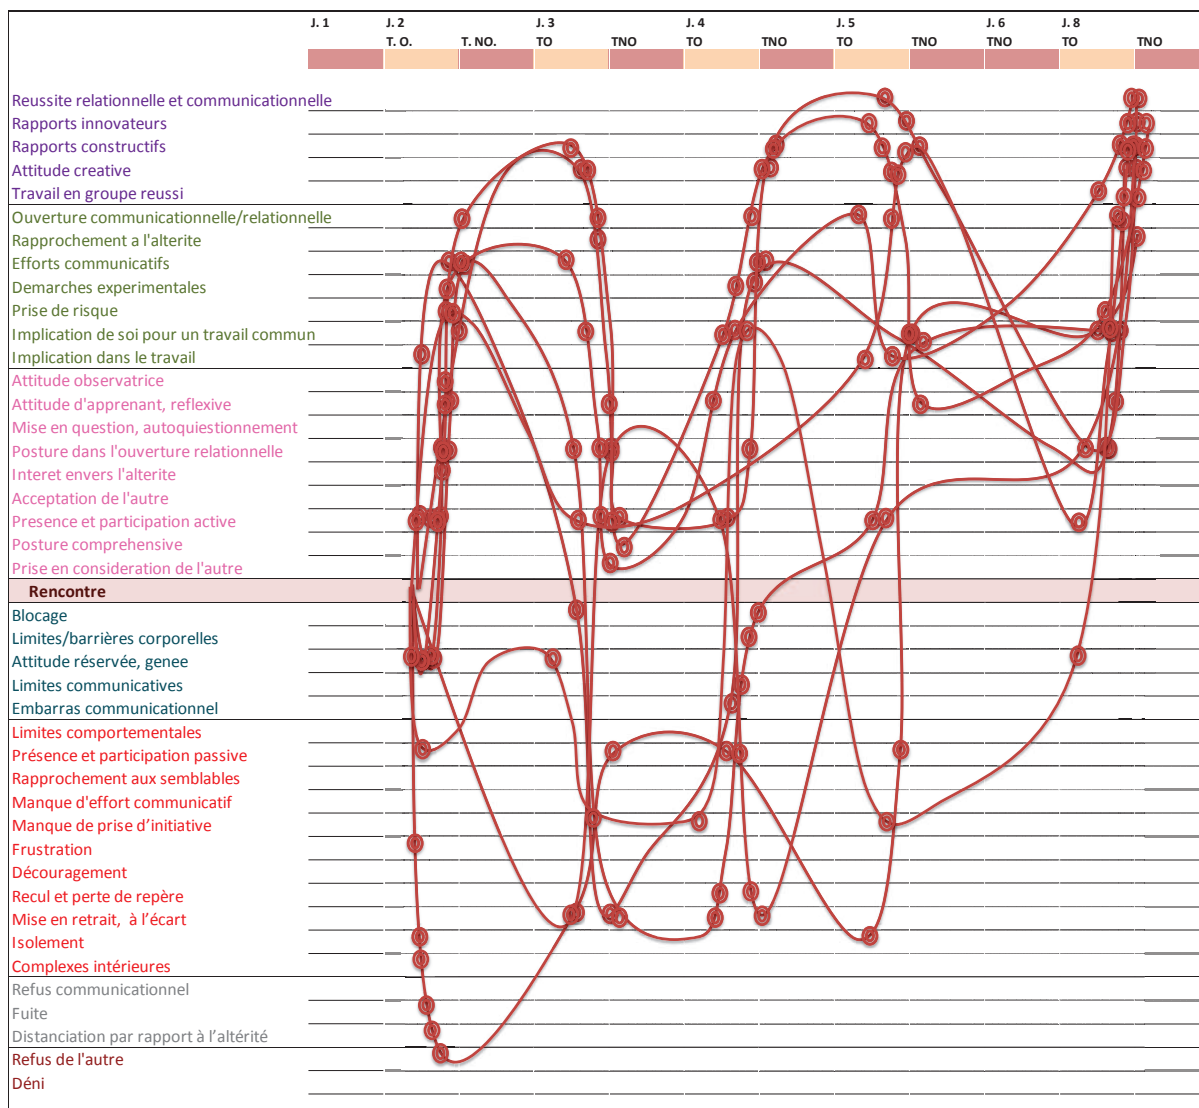 J. 1 J. 2 J. 3 J. 4 J. 5 J. 6 J. 8
T. O. T. NO. TO TNO TO TNO TO TNO TNO TO TNO
Reussite relationnelle et communicationnelle
Rapports innovateurs
Rapports constructifs
Attitude creative
Travail en groupe reussi
Ouverture communicationnelle/relationnelle
Rapprochement a l'alterite
Efforts communicatifs
Demarches experimentales
Prise de risque
Implication de soi pour un travail commun
Implication dans le travail
Attitude observatrice
Attitude d'apprenant, reflexive
Mise en question, autoquiestionnement
Posture dans l'ouverture relationnelle
Interet envers l'alterite
Acceptation de l'autre
Presence et participation active
Posture comprehensive
Prise en consideration de l'autre
Rencontre
Blocage
Limites/barrières corporelles
Attitude réservée, genee
Limites communicatives
Embarras communicationnel
Limites comportementales
Présence et participation passive
Rapprochement aux semblables
Manque d'effort communicatif
Manque de prise d’initiative
Frustration
Découragement
Recul et perte de repère
Mise en retrait, à l’écart
Isolement
Complexes intérieures
Refus communicationnel
Fuite
Distanciation par rapport à l’altérité
Refus de l'autre
Déni